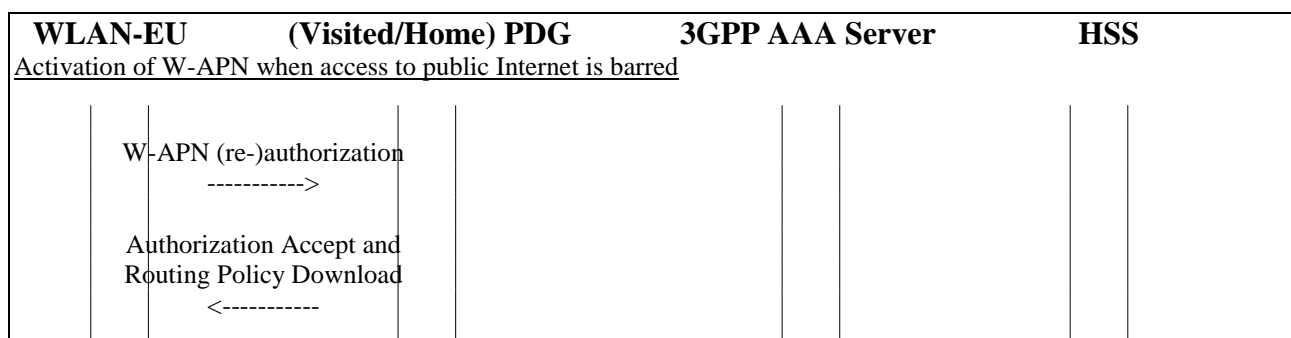 WLAN-EU (Visited/Home) PDG 3GPP AAA Server HSS
Activation of W-APN when access to public Internet is barred
W-APN (re-)authorization
----------->
Authorization Accept and
Routing Policy Download
<-----------